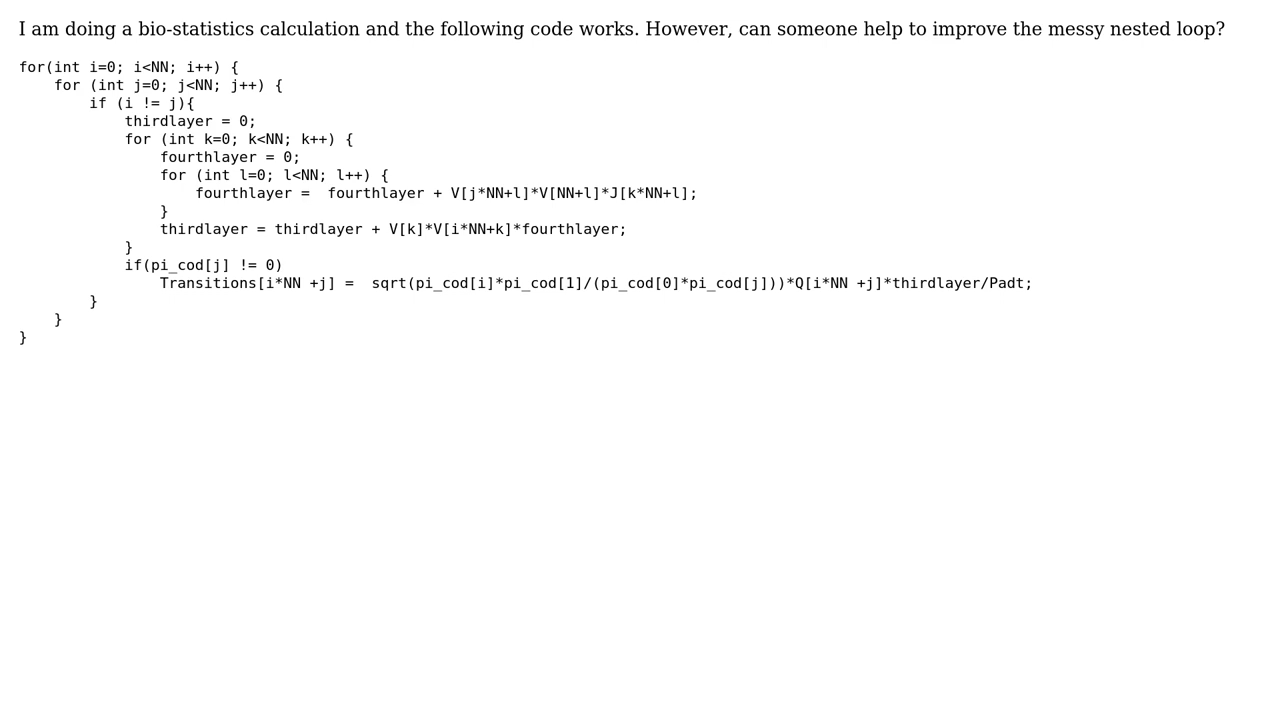 I am doing a bio-statistics calculation and the following code works. However, can someone help to improve the messy nested loop?
for(int i=0; i<NN; i++) {
    for (int j=0; j<NN; j++) {
        if (i != j){
            thirdlayer = 0;
            for (int k=0; k<NN; k++) {
                fourthlayer = 0;
                for (int l=0; l<NN; l++) {
                    fourthlayer =  fourthlayer + V[j*NN+l]*V[NN+l]*J[k*NN+l];
                }
                thirdlayer = thirdlayer + V[k]*V[i*NN+k]*fourthlayer;
            }
            if(pi_cod[j] != 0)
                Transitions[i*NN +j] =  sqrt(pi_cod[i]*pi_cod[1]/(pi_cod[0]*pi_cod[j]))*Q[i*NN +j]*thirdlayer/Padt;
        }
    }
}